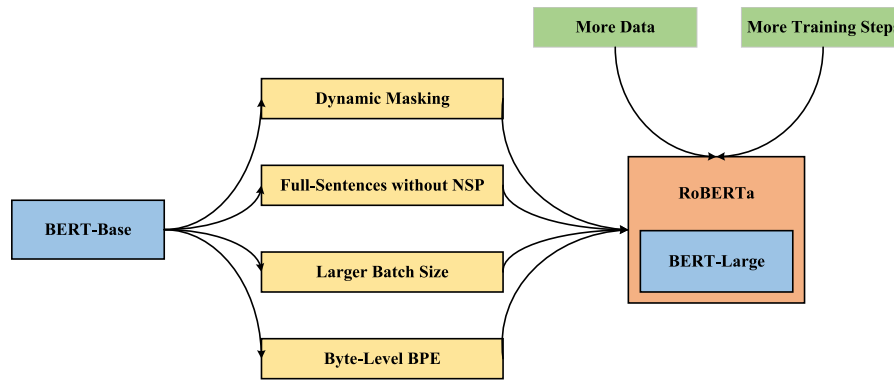 More Data
More Training Steps
Dynamic Masking
Full-Sentences without NSP
RoBERTa
BERT-Base
BERT-Large
Larger Batch Size
Byte-Level BPE